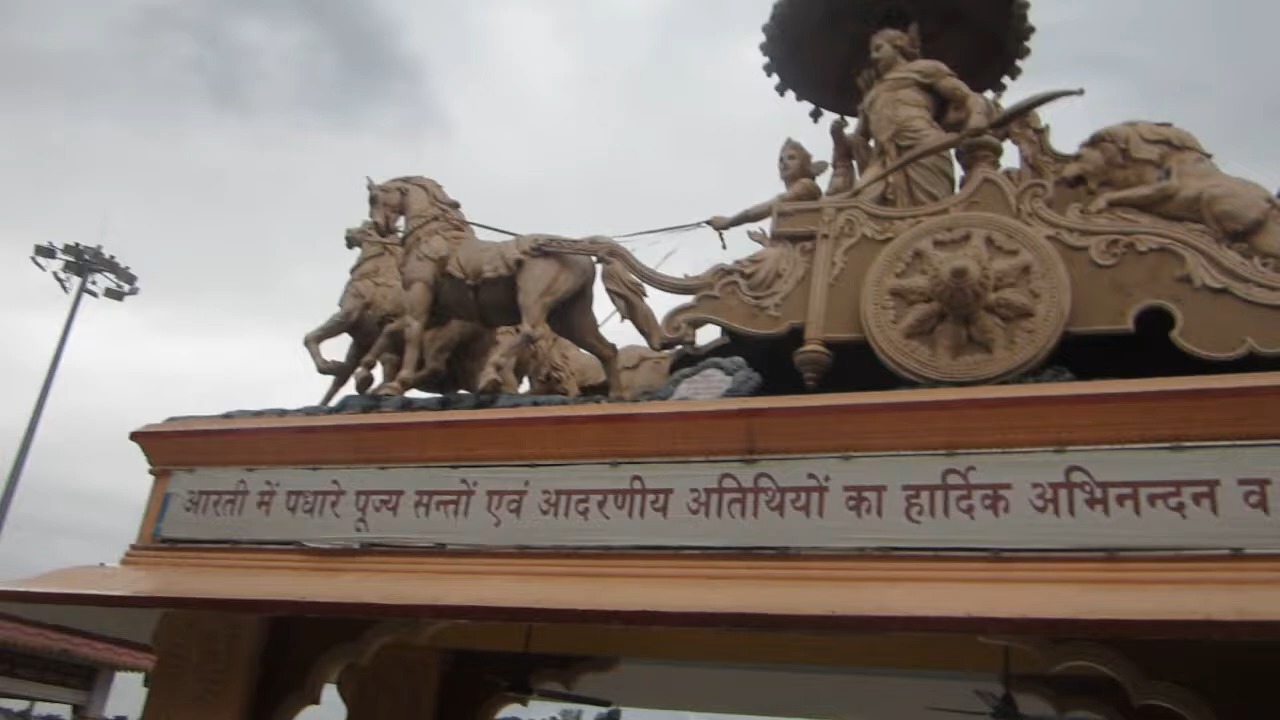 आरती में पधारे पूज्य सन्तों एवं आदरणीय अतिथियों का हार्दिक अभिनन्दन व